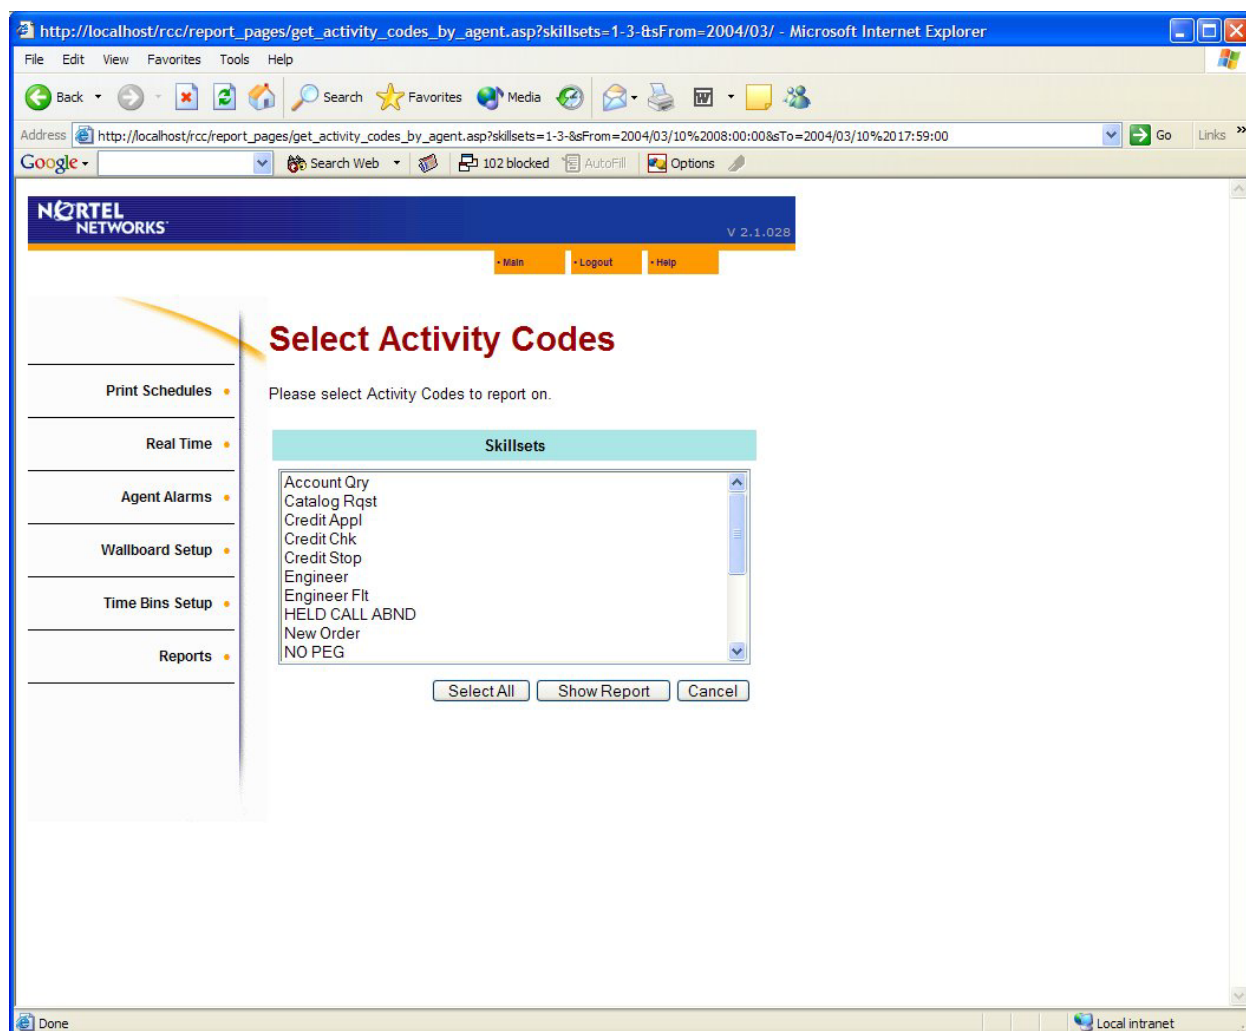 http://localhost/rcc/report_pages/get_activity_codes_by_agent.asp?skillsets=1-3-&sFrom=2004/03/ - Microsoft Internet Explorer
File Edit View Favorites Tools Help
Back Search Favorites Media
Address http://localhost/rcc/report_pages/get_activity_codes_by_agent.asp?skillsets=1-3-&sFrom=2004/03/10%2008:00:00&sTo=2004/03/10%2017:59:00 Go Links »
Google Search Web 102 blocked AutoFill Options
NORTEL
NETWORKS
V 2.1.028
• Main • Logout • Help
Select Activity Codes
Please select Activity Codes to report on.
Print Schedules •
Real Time •
Agent Alarms •
Wallboard Setup •
Time Bins Setup •
Reports •
Skillsets
Account Qry
Catalog Rqst
Credit Appl
Credit Chk
Credit Stop
Engineer
Engineer Flt
HELD CALL ABND
New Order
NO PEG
Select All Show Report Cancel
Done Local intranet